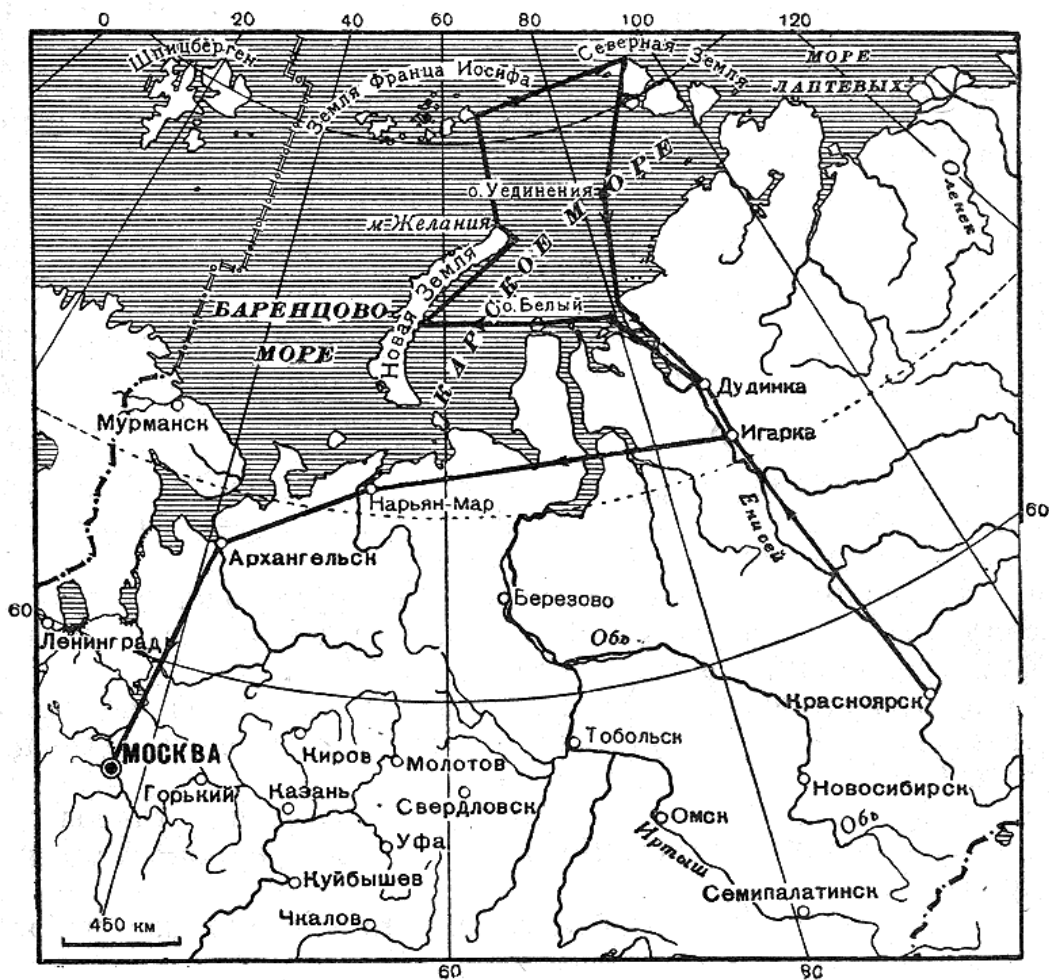 0 20 40 60 80 100 120
Шпицберген
Земля Франца Иосифа
Северная Земля
МОРЕ
ЛАПТЕВЫХ
Оленек
о. Уединения
м-Желания
КАРСКОЕ МОРЕ
Новая Земля
о. Белый
БАРЕНЦОВО
МОРЕ
Мурманск
Дудинка
Игарка
Нарьян-Мар
Енисей
60
Архангельск
Березово
60
Ленинград
Обь
Красноярск
МОСКВА
Тобольск
Киров
Молотов
Горький
Казань
Свердловск
Новосибирск
Омск
Обь
Уфа
Иртыш
Куйбышев
Семипалатинск
Чкалов
450 км
60 80